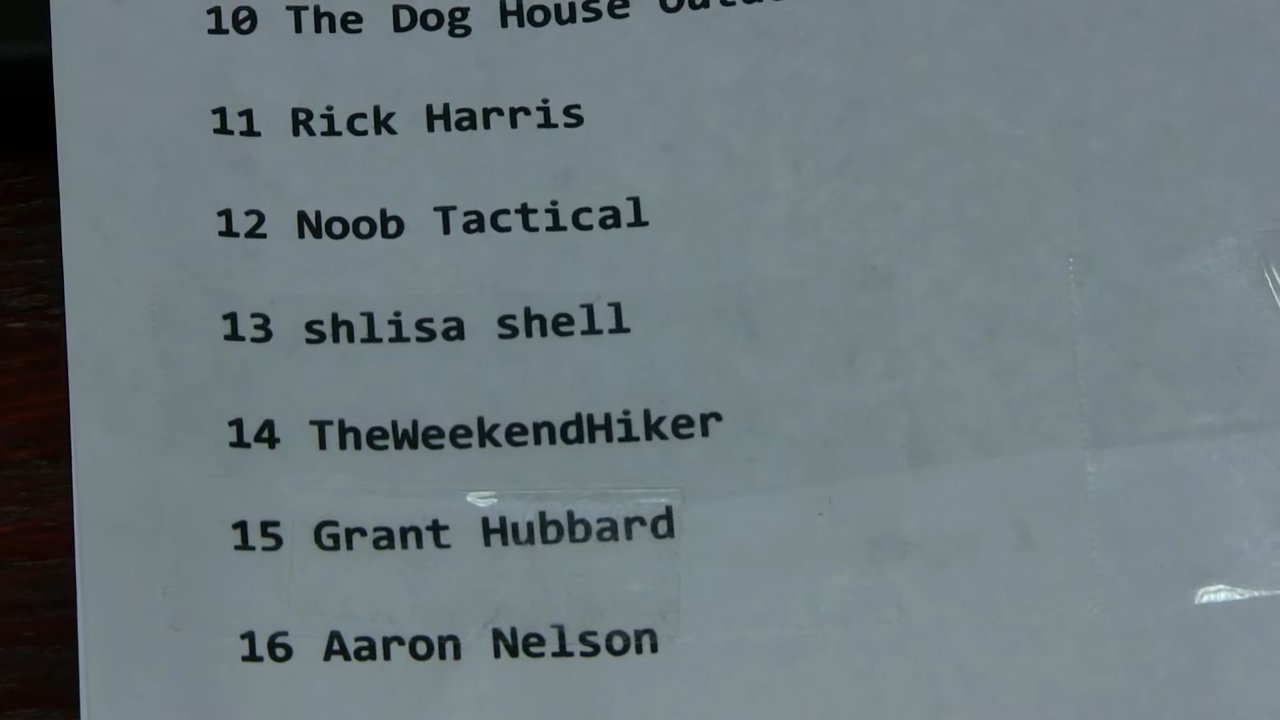 10 The Dog House
11 Rick Harris
12 Noob Tactical
13 shlisa shell
14 TheWeekendHiker
15 Grant Hubbard
16 Aaron Nelson